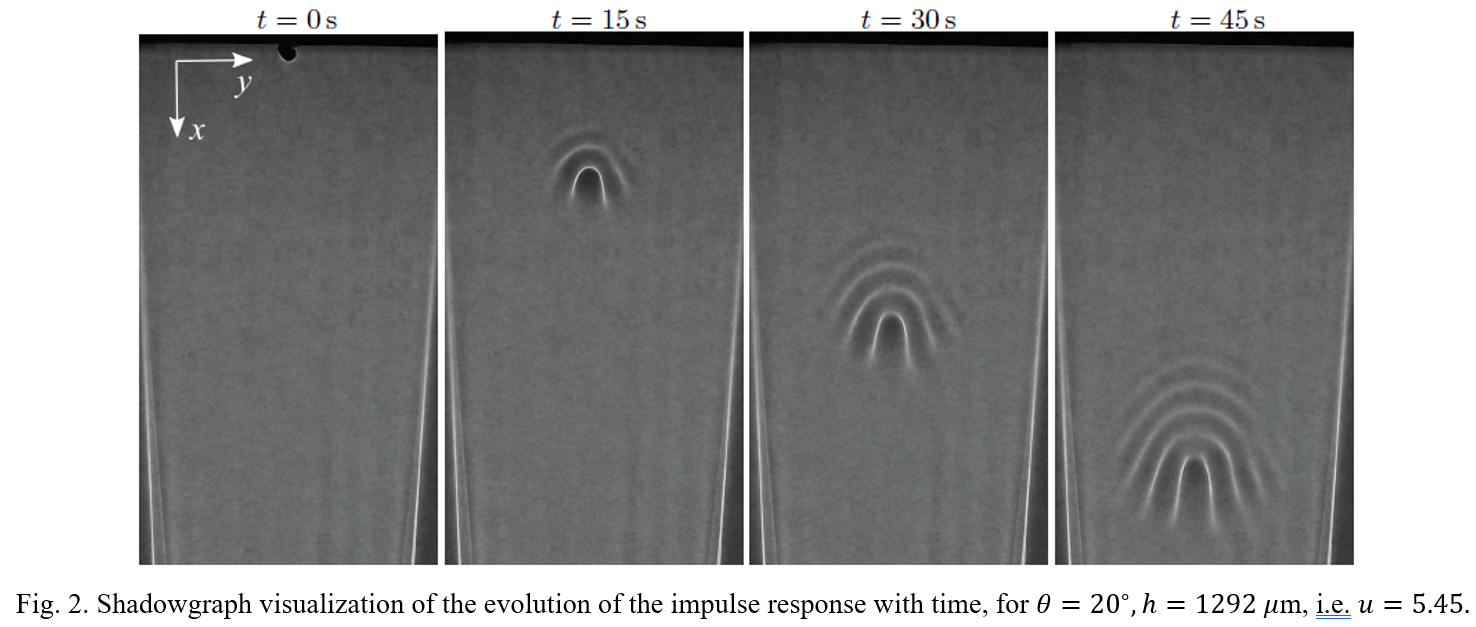 t = 0 s t = 15 s t = 30 s t = 45 s
y
x
Fig. 2. Shadowgraph visualization of the evolution of the impulse response with time, for θ = 20°, h = 1292 μm, i.e. u = 5.45.